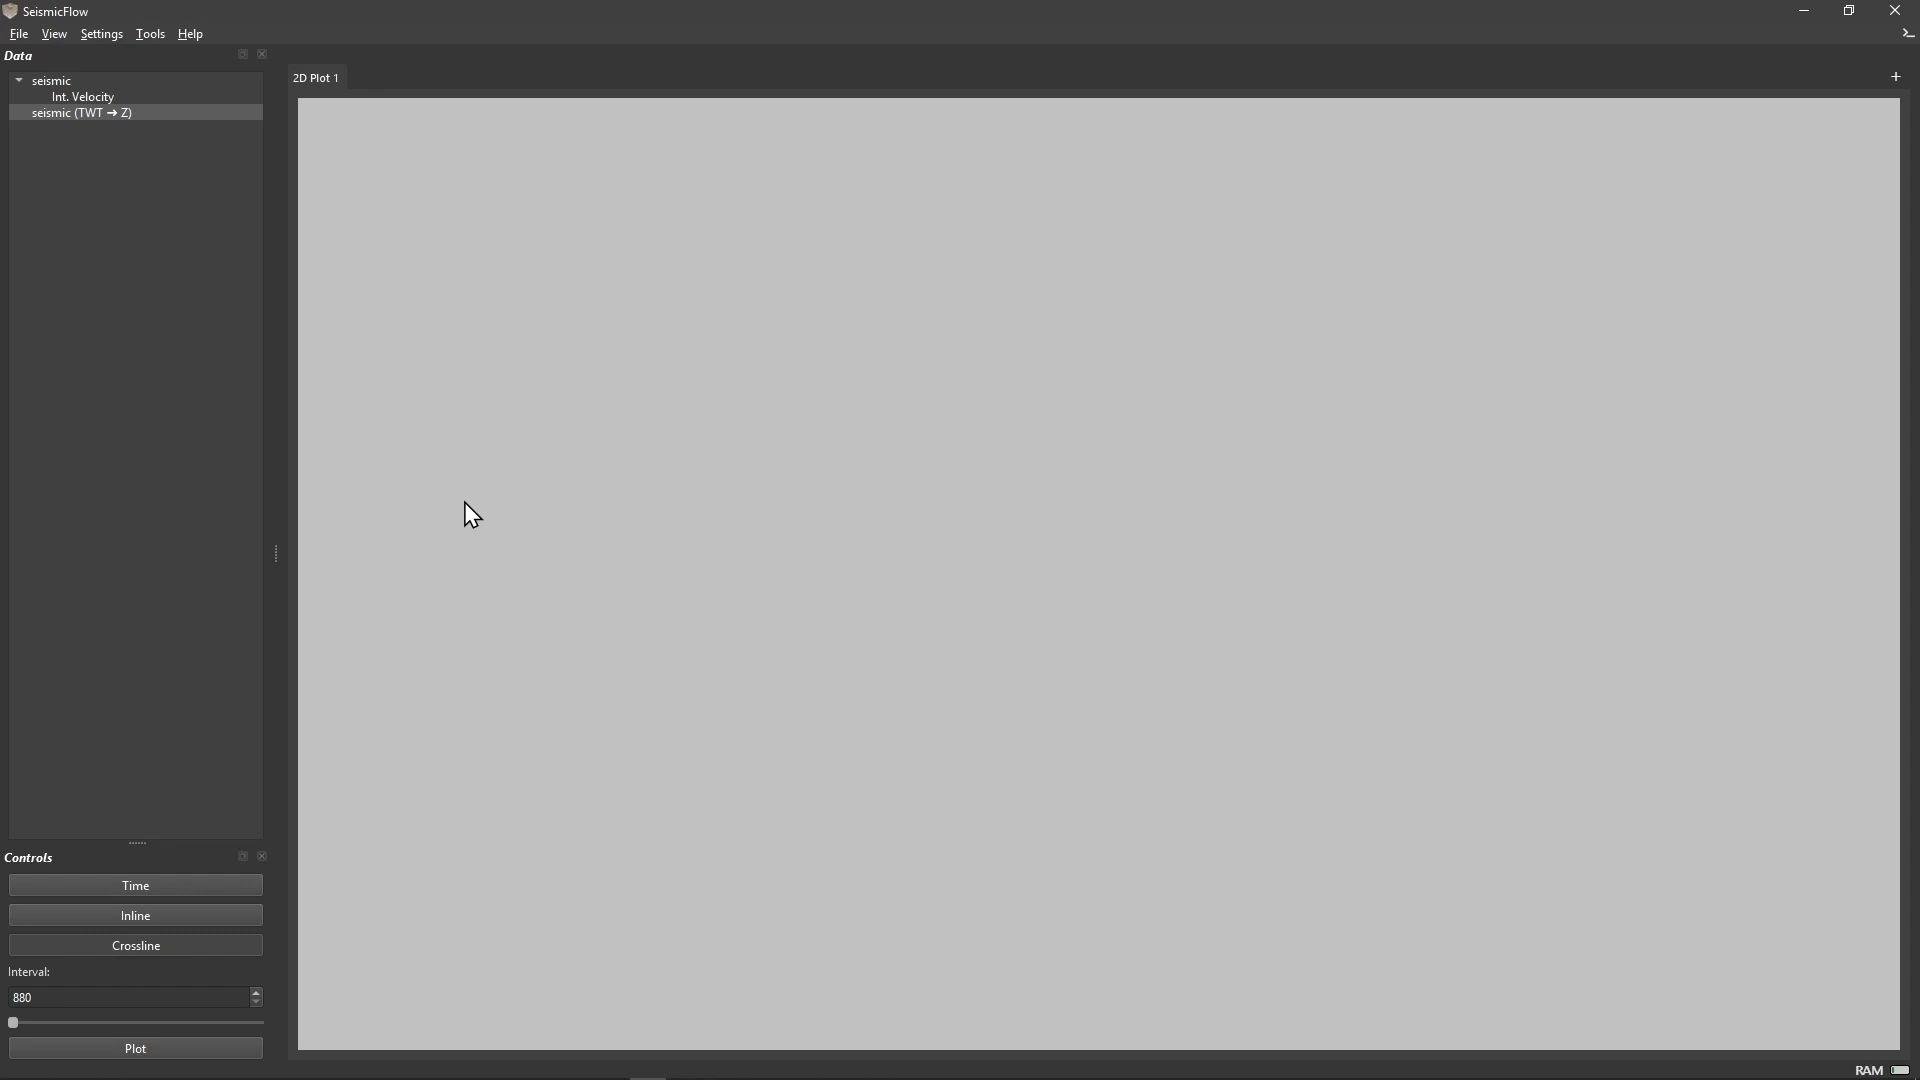 SeismicFlow
File View Settings Tools Help
Data
seismic
Int. Velocity
seismic (TWT ➔ Z)
2D Plot 1
Controls
Time
Inline
Crossline
Interval:
880
Plot
RAM